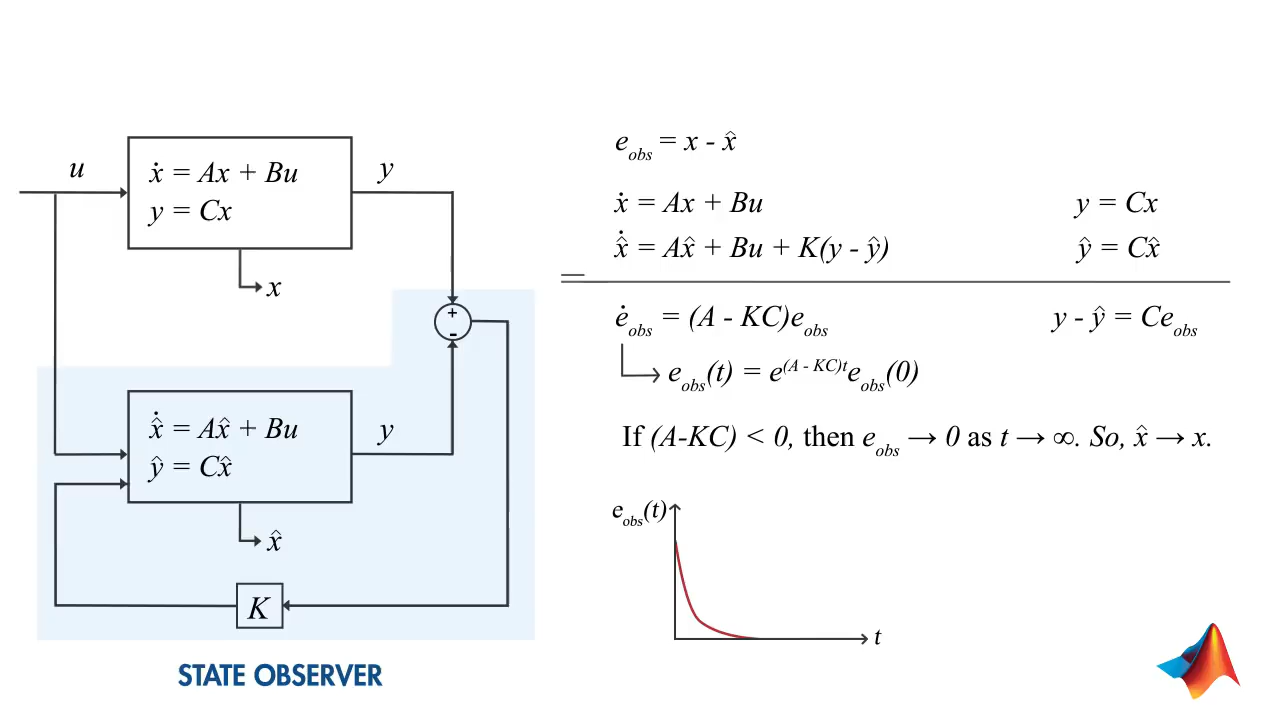 u
ẋ = Ax + Bu
y = Cx
y
x
+
-
x̂̇ = Ax̂ + Bu
ŷ = Cx̂
y
x̂
K
STATE OBSERVER
e_obs = x - x̂
ẋ = Ax + Bu y = Cx
x̂̇ = Ax̂ + Bu + K(y - ŷ) ŷ = Cx̂
ė_obs = (A - KC)e_obs y - ŷ = Ce_obs
e_obs(t) = e^(A - KC)t e_obs(0)
If (A-KC) < 0, then e_obs → 0 as t → ∞. So, x̂ → x.
e_obs(t)
t